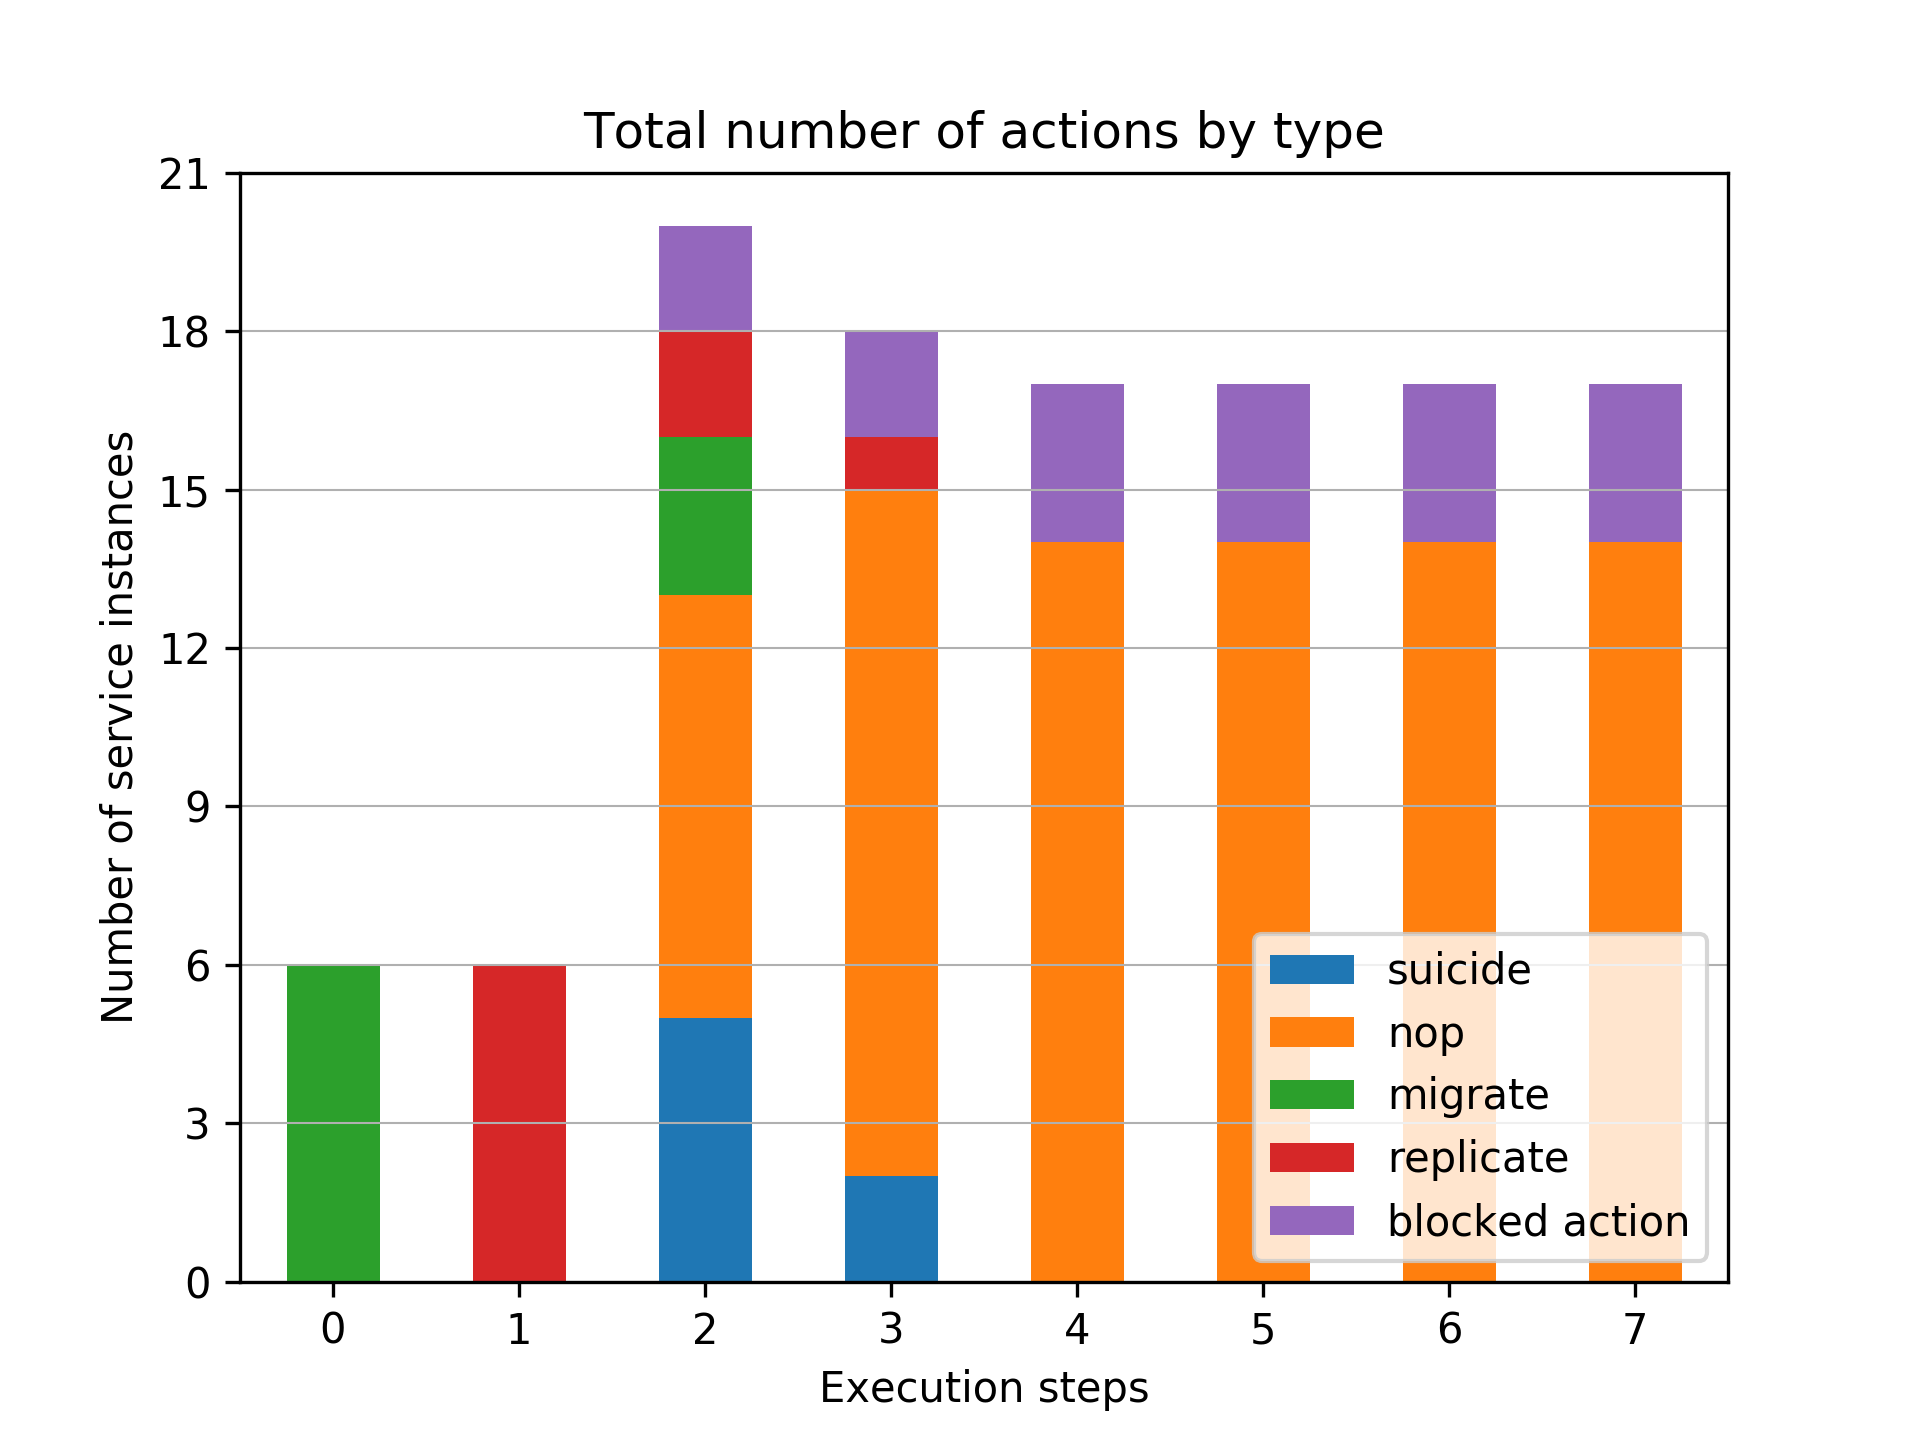 Total number of actions by type
Number of service instances
21
18
15
12
9
6
3
0
suicide
nop
migrate
replicate
blocked action
0 1 2 3 4 5 6 7
Execution steps